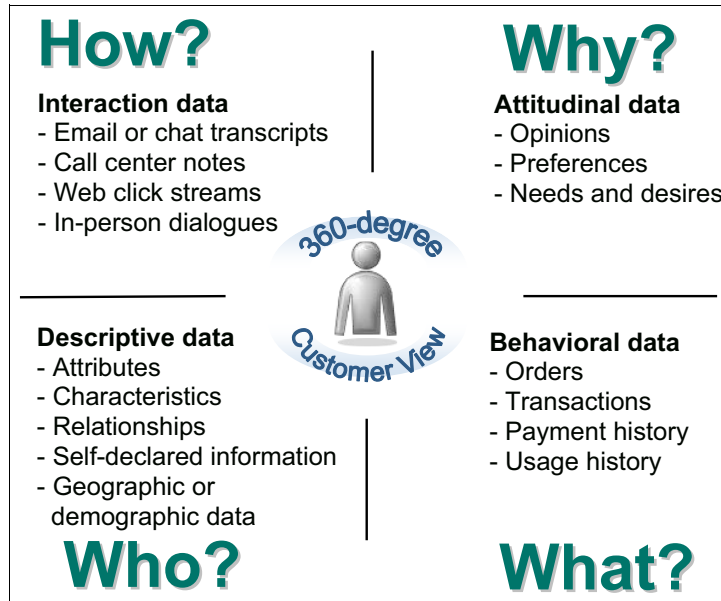 How?
Interaction data
- Email or chat transcripts
- Call center notes
- Web click streams
- In-person dialogues
Why?
Attitudinal data
- Opinions
- Preferences
- Needs and desires
360-degree
Customer View
Descriptive data
- Attributes
- Characteristics
- Relationships
- Self-declared information
- Geographic or
demographic data
Who?
Behavioral data
- Orders
- Transactions
- Payment history
- Usage history
What?